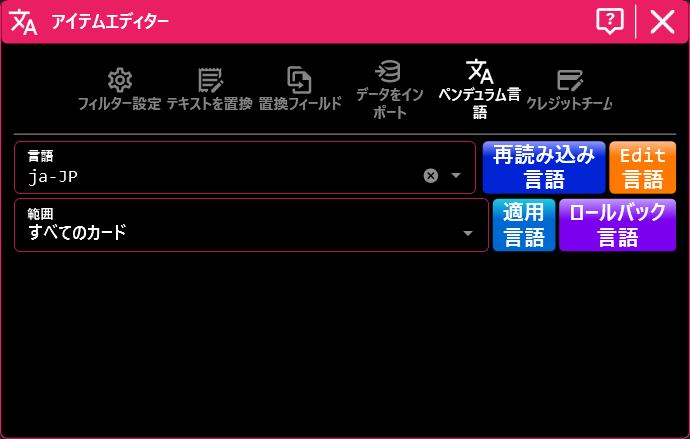 アイテムエディター
フィルター設定
テキストを置換
置換フィールド
データをイン
ポート
ペンデュラム言
語
クレジットチーム
言語
ja-JP
再読み込み
言語
Edit
言語
範囲
すべてのカード
適用
言語
ロールバック
言語